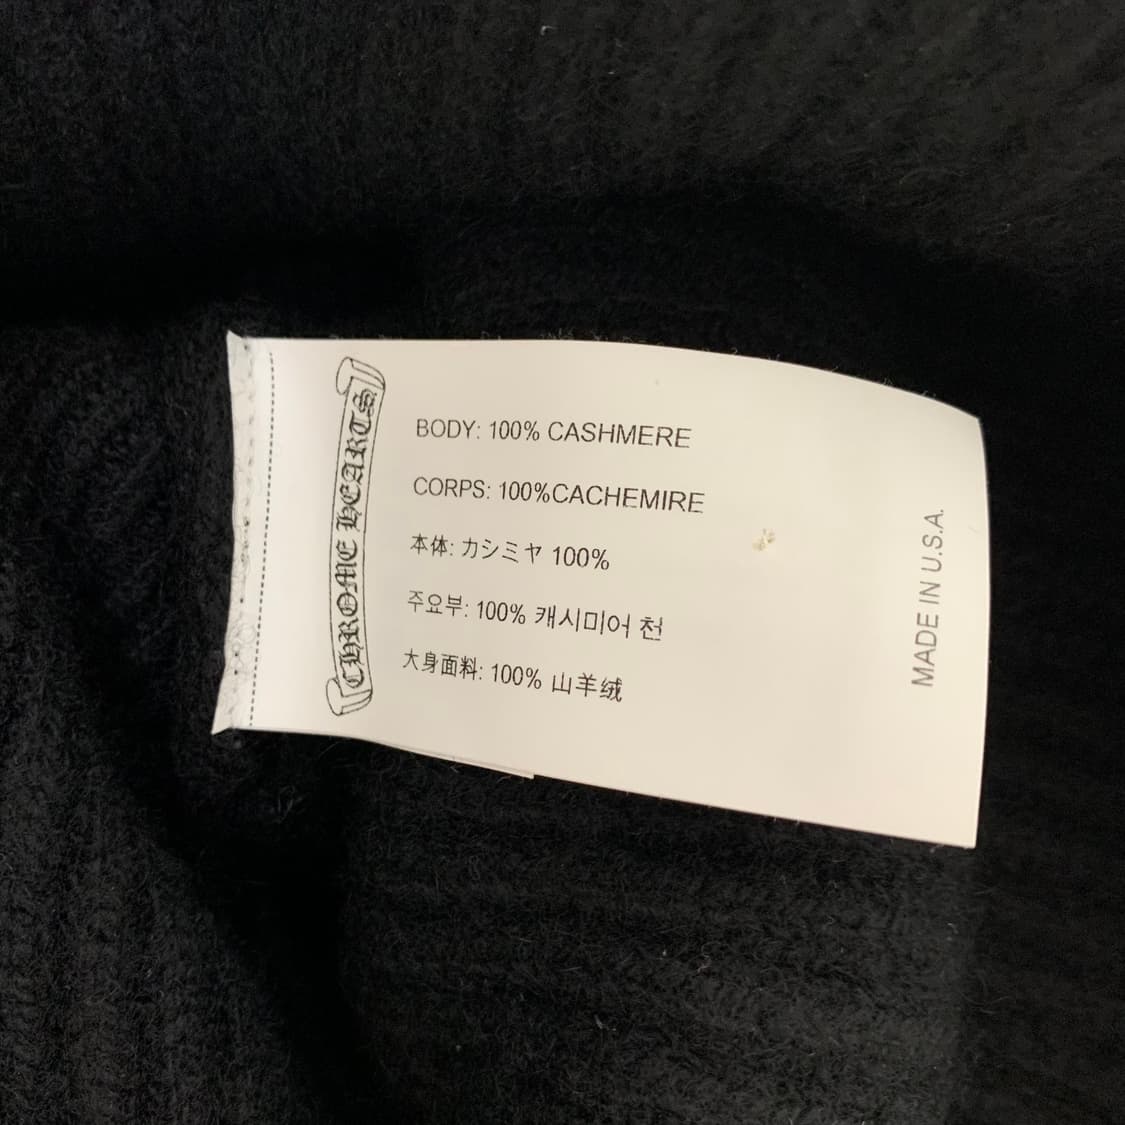 CHROME HEARTS
BODY: 100% CASHMERE
CORPS: 100%CACHEMIRE
本体: カシミヤ 100%
주요부: 100% 캐시미어 천
大身面料: 100% 山羊绒
MADE IN U.S.A.